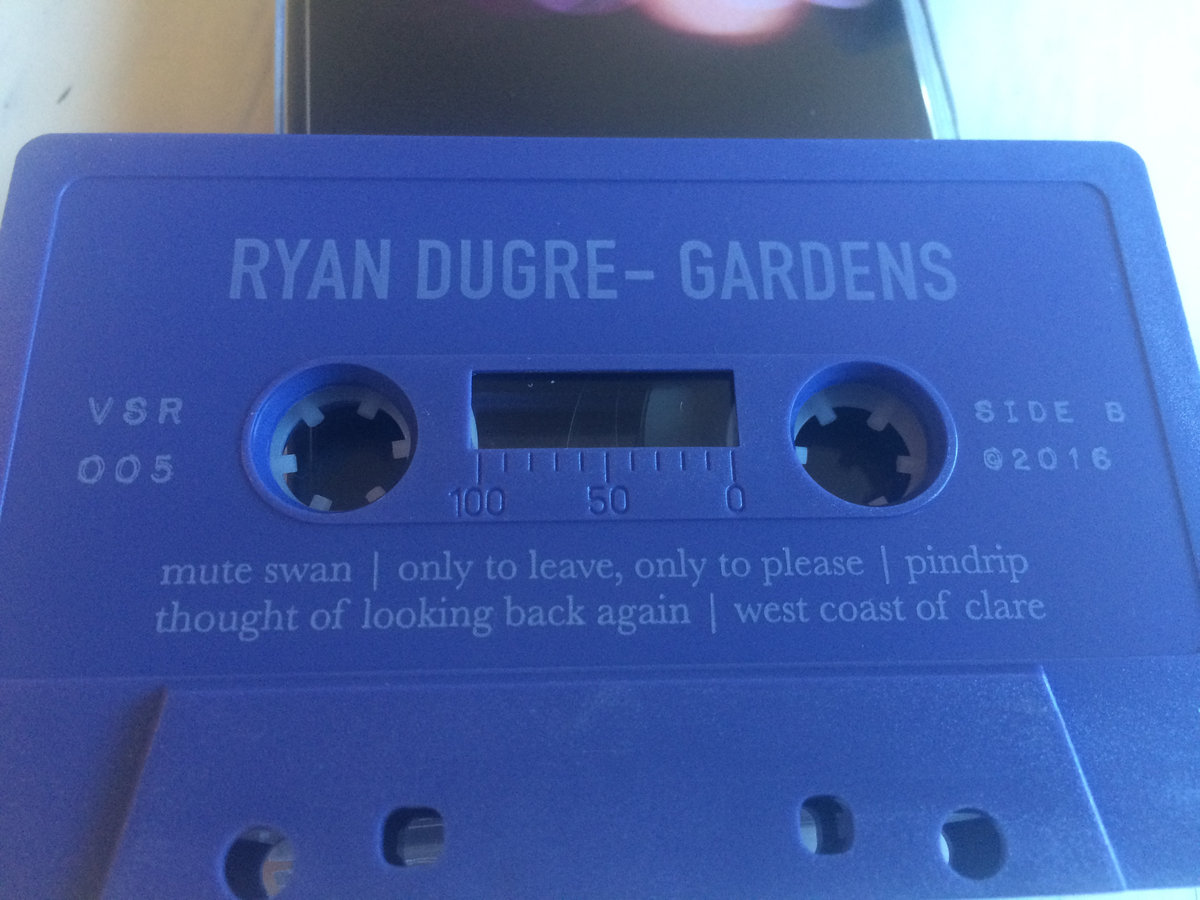 RYAN DUGRE- GARDENS
VSR
005
SIDE B
©2016
100 50 0
mute swan | only to leave, only to please | pindrip
thought of looking back again | west coast of clare